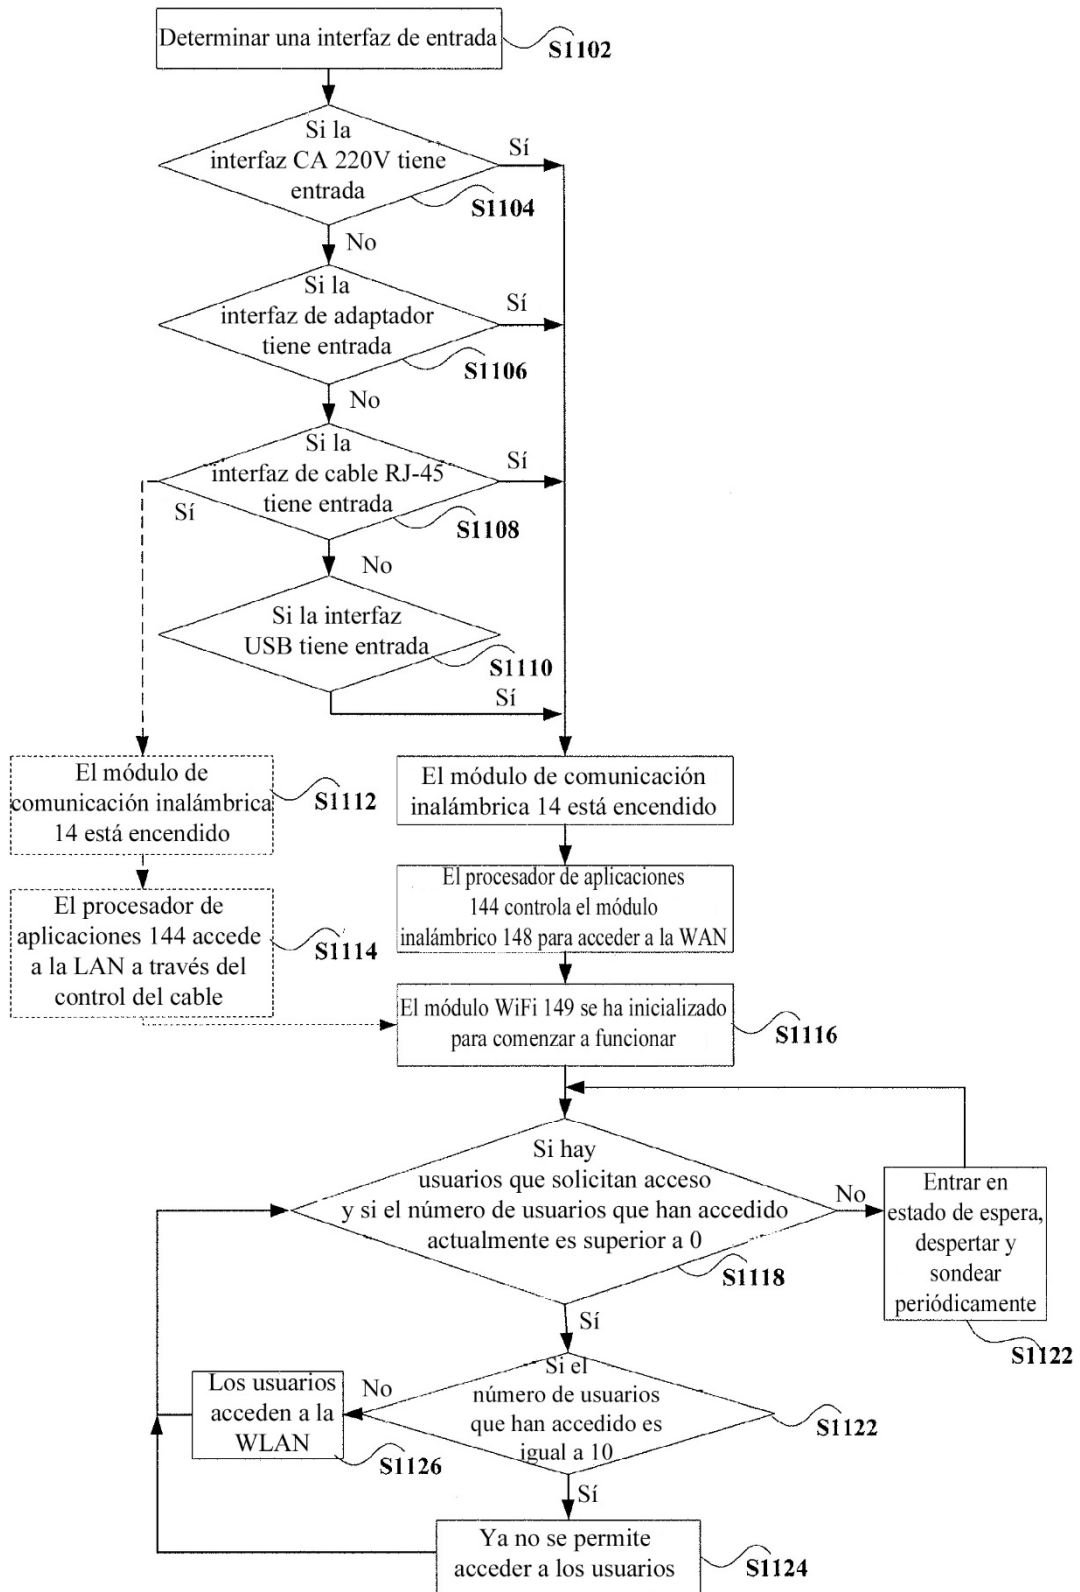 Determinar una interfaz de entrada
S1102
Si la
interfaz CA 220V tiene
entrada
Sí
S1104
No
Si la
interfaz de adaptador
tiene entrada
Sí
S1106
No
Si la
interfaz de cable RJ-45
tiene entrada
Sí
Sí
S1108
No
Si la interfaz
USB tiene entrada
S1110
Sí
El módulo de
comunicación inalámbrica
14 está encendido
S1112
El módulo de comunicación
inalámbrica 14 está encendido
El procesador de
aplicaciones 144 accede
a la LAN a través del
control del cable
S1114
El procesador de aplicaciones
144 controla el módulo
inalámbrico 148 para acceder a la WAN
El módulo WiFi 149 se ha inicializado
para comenzar a funcionar
S1116
Si hay
usuarios que solicitan acceso
y si el número de usuarios que han accedido
actualmente es superior a 0
S1118
No
Entrar en
estado de espera,
despertar y
sondear
periódicamente
S1122
Sí
Si el
número de usuarios
que han accedido es
igual a 10
S1122
No
Los usuarios
acceden a la
WLAN
S1126
Sí
Ya no se permite
acceder a los usuarios
S1124